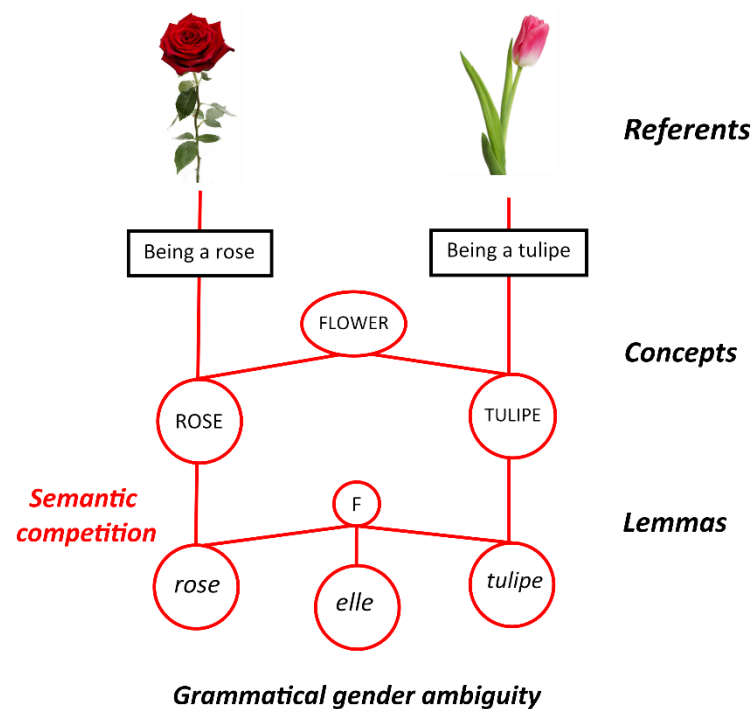 Referents
Being a rose
Being a tulipe
FLOWER
Concepts
ROSE
TULIPE
Semantic
competition
F
Lemmas
rose
elle
tulipe
Grammatical gender ambiguity